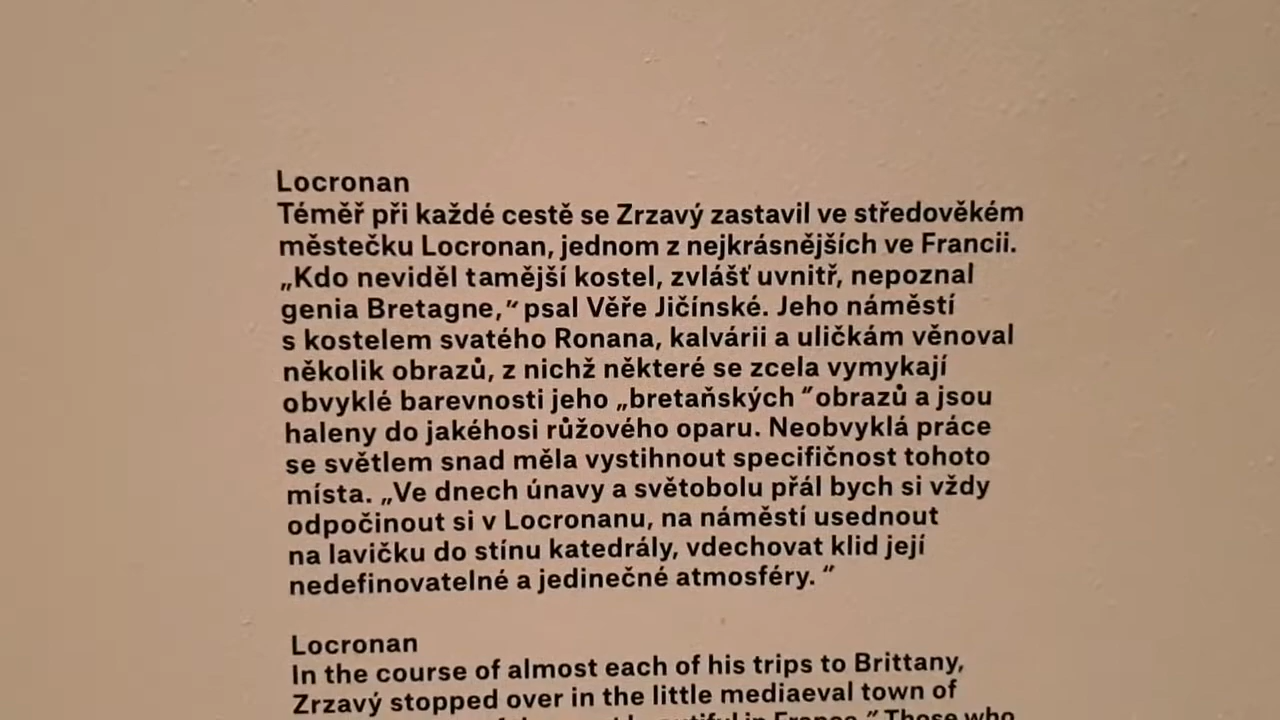 Locronan
Téměř při každé cestě se Zrzavý zastavil ve středověkém
městečku Locronan, jednom z nejkrásnějších ve Francii.
„Kdo neviděl tamější kostel, zvlášť uvnitř, nepoznal
genia Bretagne,“ psal Věře Jičínské. Jeho náměstí
s kostelem svatého Ronana, kalvárii a uličkám věnoval
několik obrazů, z nichž některé se zcela vymykají
obvyklé barevnosti jeho „bretaňských “obrazů a jsou
haleny do jakéhosi růžového oparu. Neobvyklá práce
se světlem snad měla vystihnout specifičnost tohoto
místa. „Ve dnech únavy a světobolu přál bych si vždy
odpočinout si v Locronanu, na náměstí usednout
na lavičku do stínu katedrály, vdechovat klid její
nedefinovatelné a jedinečné atmosféry. “
Locronan
In the course of almost each of his trips to Brittany,
Zrzavý stopped over in the little mediaeval town of
beautiful in France.“ Those who